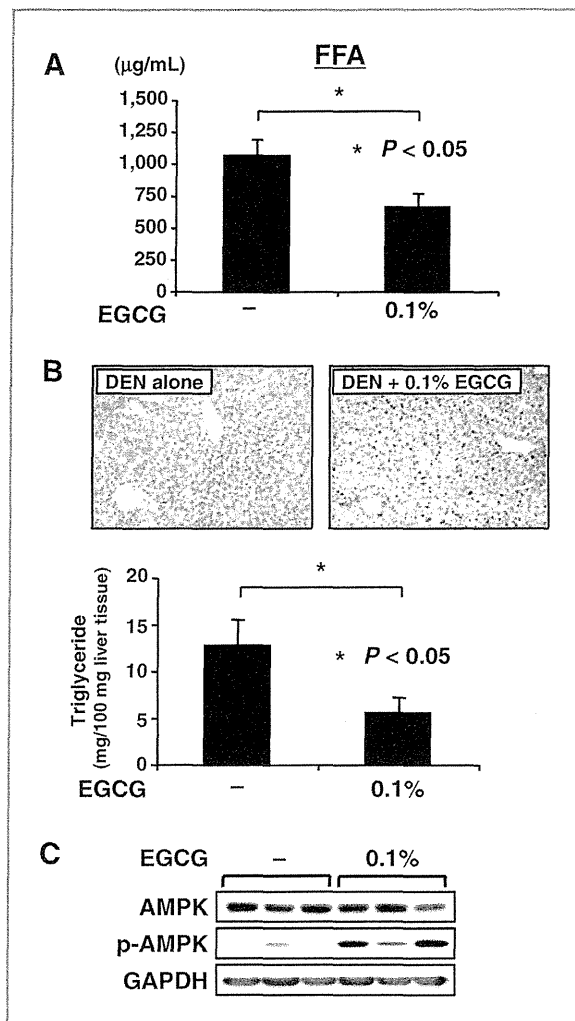 A
(µg/mL)
FFA
1,500
1,250
1,000
750
500
250
0
*
* P < 0.05
EGCG
–
0.1%
B
DEN alone
DEN + 0.1% EGCG
Triglyceride
(mg/100 mg liver tissue)
20
15
10
5
0
*
* P < 0.05
EGCG
–
0.1%
C
EGCG
–
0.1%
AMPK
p-AMPK
GAPDH